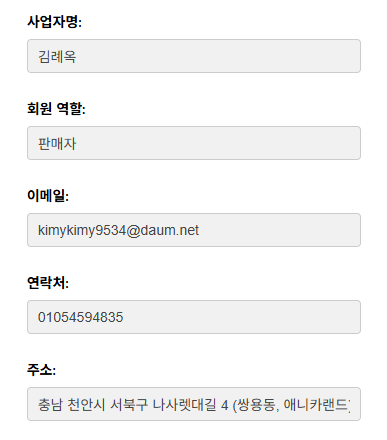 사업자명:
김례옥
회원 역할:
판매자
이메일:
kimykimy9534@daum.net
연락처:
01054594835
주소:
충남 천안시 서북구 나사렛대길 4 (쌍용동, 애니카랜드)